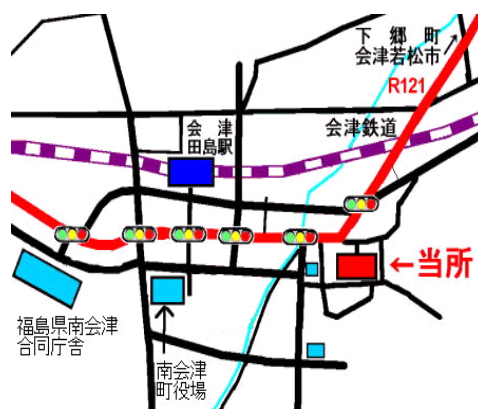 下郷町
会津若松市
R121
会津
田島駅
会津鉄道
←当所
福島県南会津
合同庁舎
南会津
町役場